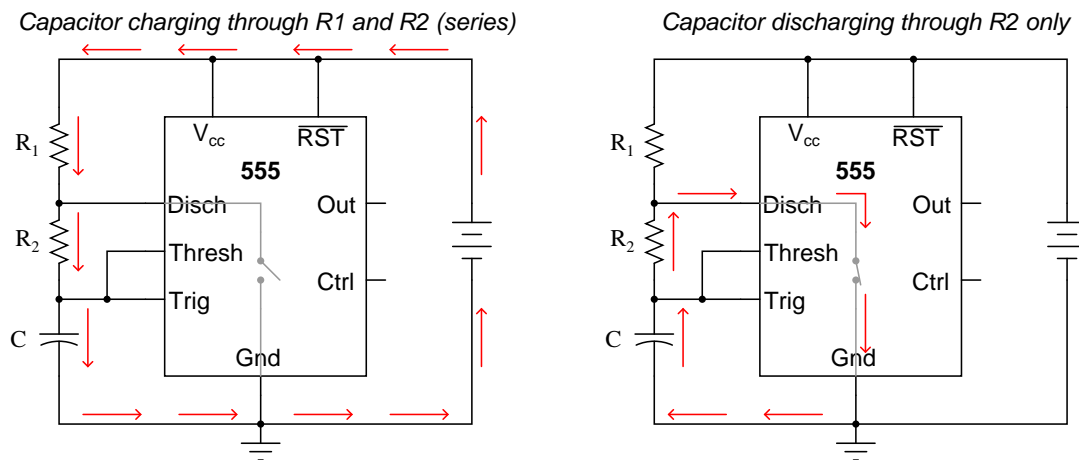 Capacitor charging through R1 and R2 (series)
Vcc
RST
555
R1
Disch
Out
R2
Thresh
Ctrl
Trig
C
Gnd
Capacitor discharging through R2 only
Vcc
RST
555
R1
Disch
Out
R2
Thresh
Ctrl
Trig
C
Gnd